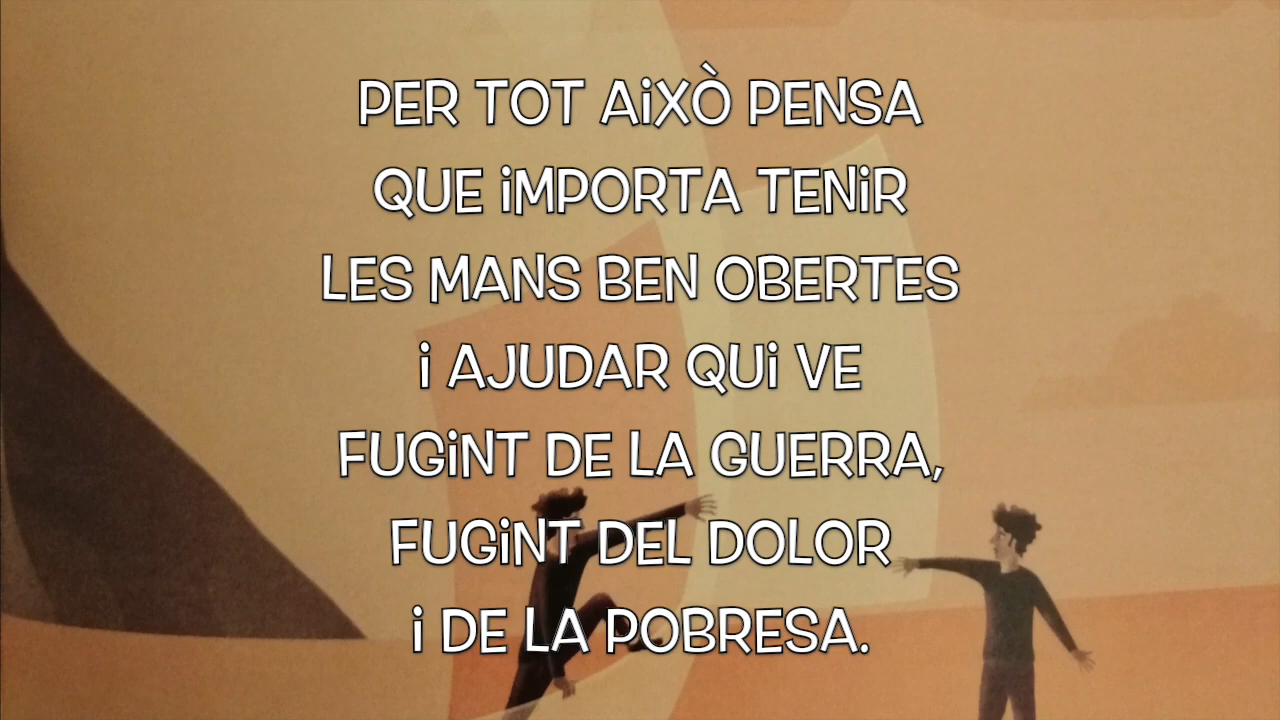 PER TOT AiXÒ PENSA
QUE iMPORTA TENiR
LES MANS BEN OBERTES
i AJUDAR QUi VE
FUGiNT DE LA GUERRA,
FUGiNT DEL DOLOR
i DE LA POBRESA.